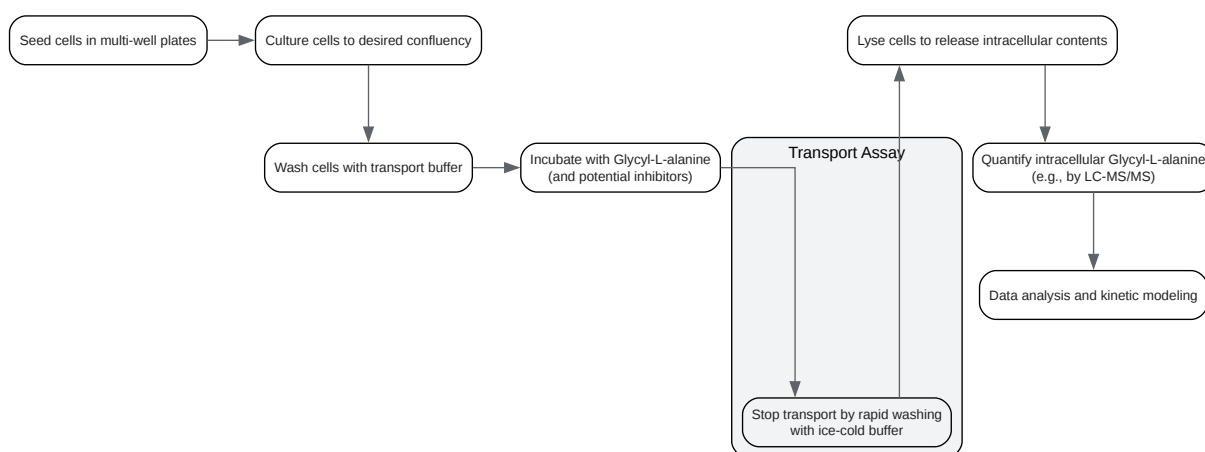 Seed cells in multi-well plates
Culture cells to desired confluency
Wash cells with transport buffer
Incubate with Glycyl-L-alanine
(and potential inhibitors)
Transport Assay
Stop transport by rapid washing
with ice-cold buffer
Lyse cells to release intracellular contents
Quantify intracellular Glycyl-L-alanine
(e.g., by LC-MS/MS)
Data analysis and kinetic modeling